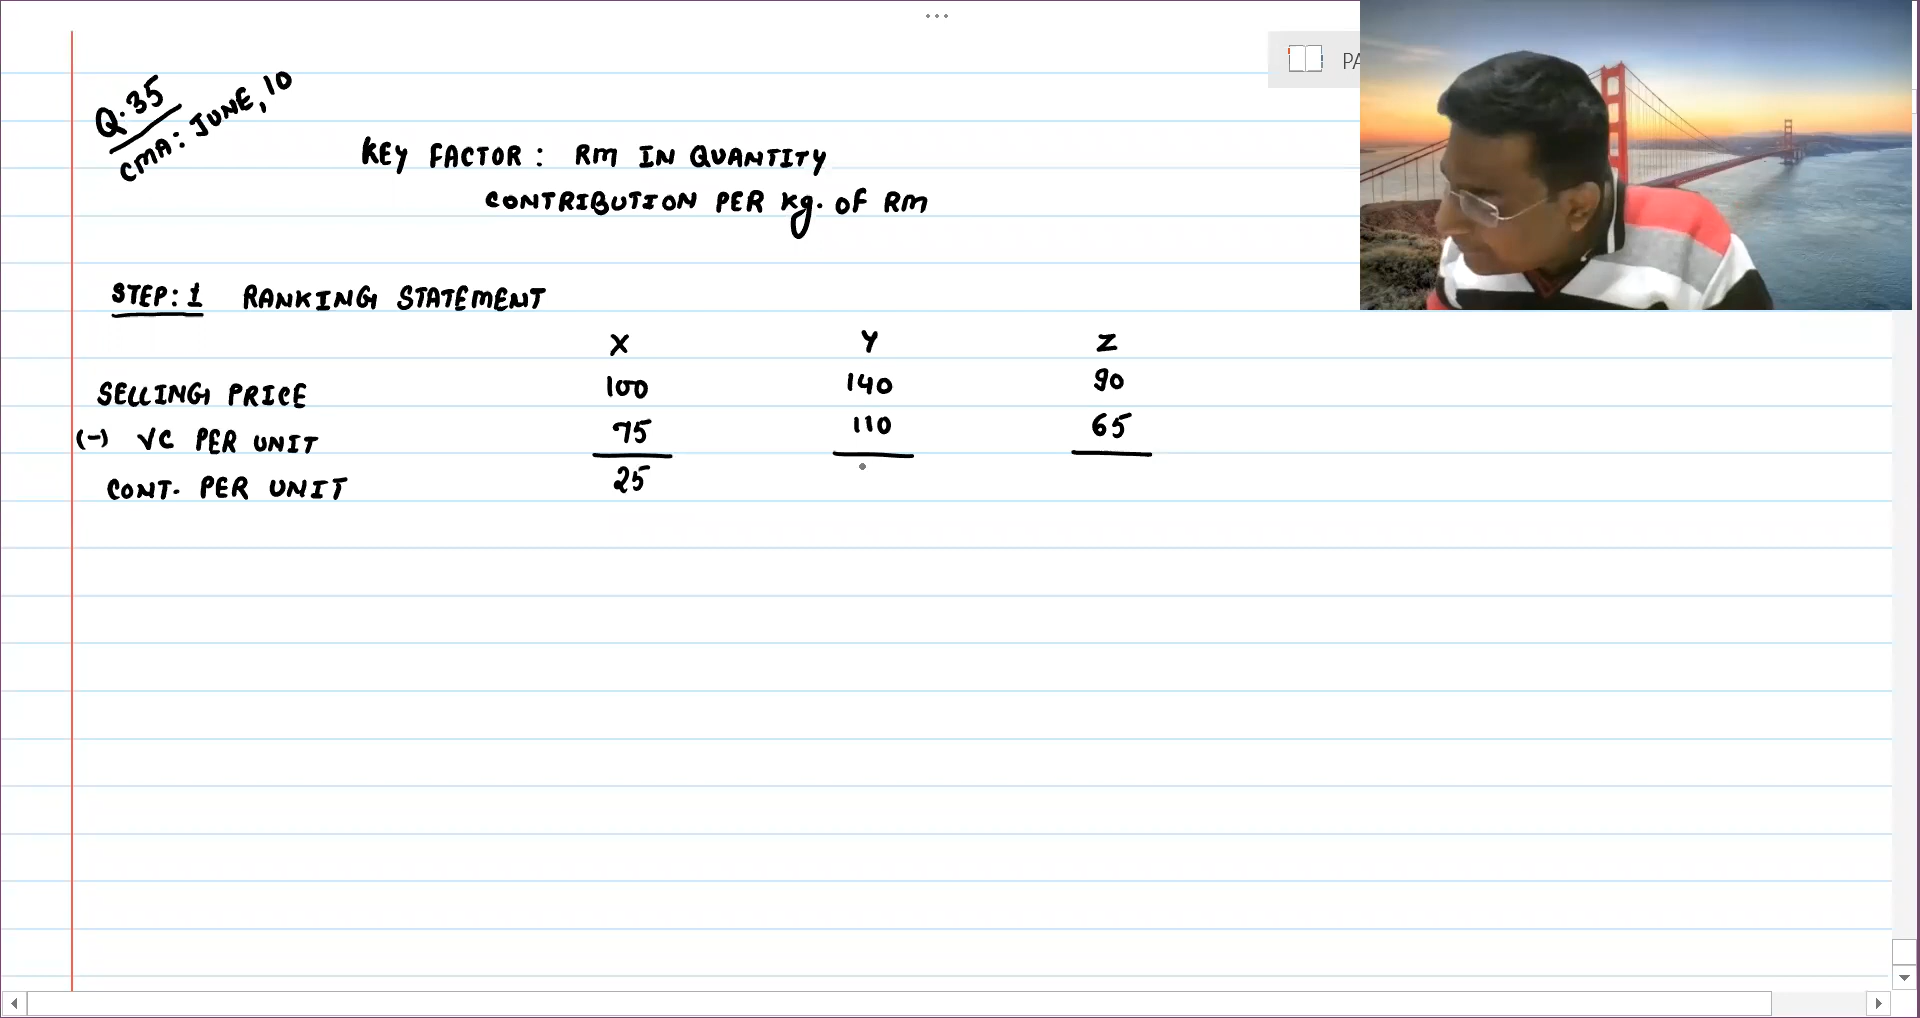 Q.35
CMA: JUNE, 10
PA
KEY FACTOR: RM IN QUANTITY
CONTRIBUTION PER Kg. OF RM
STEP: 1 RANKING STATEMENT
X Y Z
SELLING PRICE 100 140 90
(-) VC PER UNIT 75 110 65
CONT. PER UNIT 25